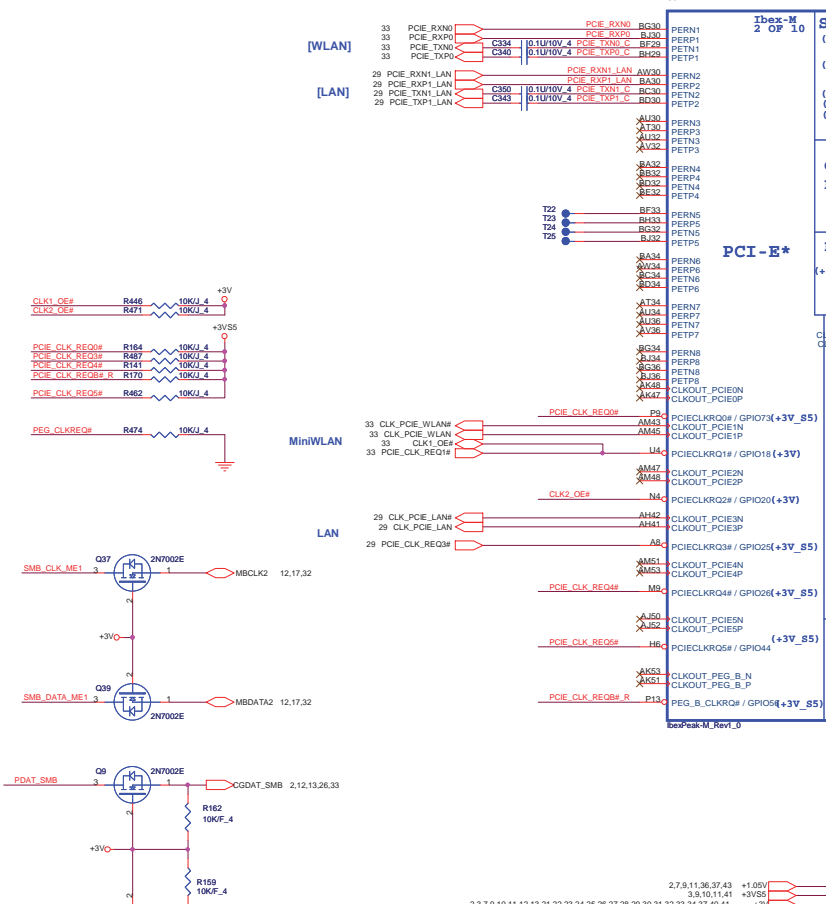 Ibex-M
2 OF 10
[WLAN]
33 PCIE_RXN0 PCIE_RXN0 BG30 PERN1
33 PCIE_RXP0 PCIE_RXP0 BJ30 PERP1
33 PCIE_TXN0 C334 0.1U/10V_4 PCIE_TXN0_C BF29 PETN1
33 PCIE_TXP0 C340 0.1U/10V_4 PCIE_TXP0_C BH29 PETP1
[LAN]
29 PCIE_RXN1_LAN PCIE_RXN1_LAN AW30 PERN2
29 PCIE_RXP1_LAN PCIE_RXP1_LAN BA30 PERP2
29 PCIE_TXN1_LAN C350 0.1U/10V_4 PCIE_TXN1_C BC30 PETN2
29 PCIE_TXP1_LAN C343 0.1U/10V_4 PCIE_TXP1_C BD30 PETP2
AU30 PERN3
AT30 PERP3
AU32 PETN3
AV32 PETP3
BA32 PERN4
BB32 PERP4
BD32 PETN4
BE32 PETP4
T22 BF33 PERN5
T23 BH33 PERP5
T24 BG32 PETN5
T25 BJ32 PETP5
PCI-E*
BA34 PERN6
AW34 PERP6
BC34 PETN6
BD34 PETP6
AT34 PERN7
AU34 PERP7
AU36 PETN7
AV36 PETP7
BG34 PERN8
BJ34 PERP8
BG36 PETN8
BJ36 PETP8
AK48 CLKOUT_PCIE0N
AK47 CLKOUT_PCIE0P
PCIE_CLK_REQ0# P9 PCIECLKRQ0# / GPIO73(+3V_S5)
MiniWLAN
33 CLK_PCIE_WLAN# AM43 CLKOUT_PCIE1N
33 CLK_PCIE_WLAN AM45 CLKOUT_PCIE1P
33 CLK1_OE#
33 PCIE_CLK_REQ1# U4 PCIECLKRQ1# / GPIO18(+3V)
AM47 CLKOUT_PCIE2N
AM48 CLKOUT_PCIE2P
CLK2_OE# N4 PCIECLKRQ2# / GPIO20(+3V)
LAN
29 CLK_PCIE_LAN# AH42 CLKOUT_PCIE3N
29 CLK_PCIE_LAN AH41 CLKOUT_PCIE3P
29 PCIE_CLK_REQ3# A8 PCIECLKRQ3# / GPIO25(+3V_S5)
AM51 CLKOUT_PCIE4N
AM53 CLKOUT_PCIE4P
PCIE_CLK_REQ4# M9 PCIECLKRQ4# / GPIO26(+3V_S5)
AJ50 CLKOUT_PCIE5N
AJ52 CLKOUT_PCIE5P
(+3V_S5)
PCIE_CLK_REQ5# H6 PCIECLKRQ5# / GPIO44
AK53 CLKOUT_PEG_B_N
AK51 CLKOUT_PEG_B_P
PCIE_CLK_REQB#_R P13 PEG_B_CLKRQ# / GPIO56(+3V_S5)
IbexPeak-M_Rev1_0
+3V
CLK1_OE# R446 10K/J_4
CLK2_OE# R471 10K/J_4
+3VS5
PCIE_CLK_REQ0# R164 10K/J_4
PCIE_CLK_REQ3# R487 10K/J_4
PCIE_CLK_REQ4# R141 10K/J_4
PCIE_CLK_REQB#_R R170 10K/J_4
PCIE_CLK_REQ5# R462 10K/J_4
PEG_CLKREQ# R474 10K/J_4
Q37 2N7002E
SMB_CLK_ME1 3 1 MBCLK2 12,17,32
2
+3V
2
Q39
SMB_DATA_ME1 3 1 MBDATA2 12,17,32
2N7002E
Q9 2N7002E
PDAT_SMB 3 1 CGDAT_SMB 2,12,13,26,33
2
R162
10K/F_4
+3V
R159
10K/F_4
2
2,7,9,11,36,37,43 +1.05V
3,9,10,11,41 +3VS5